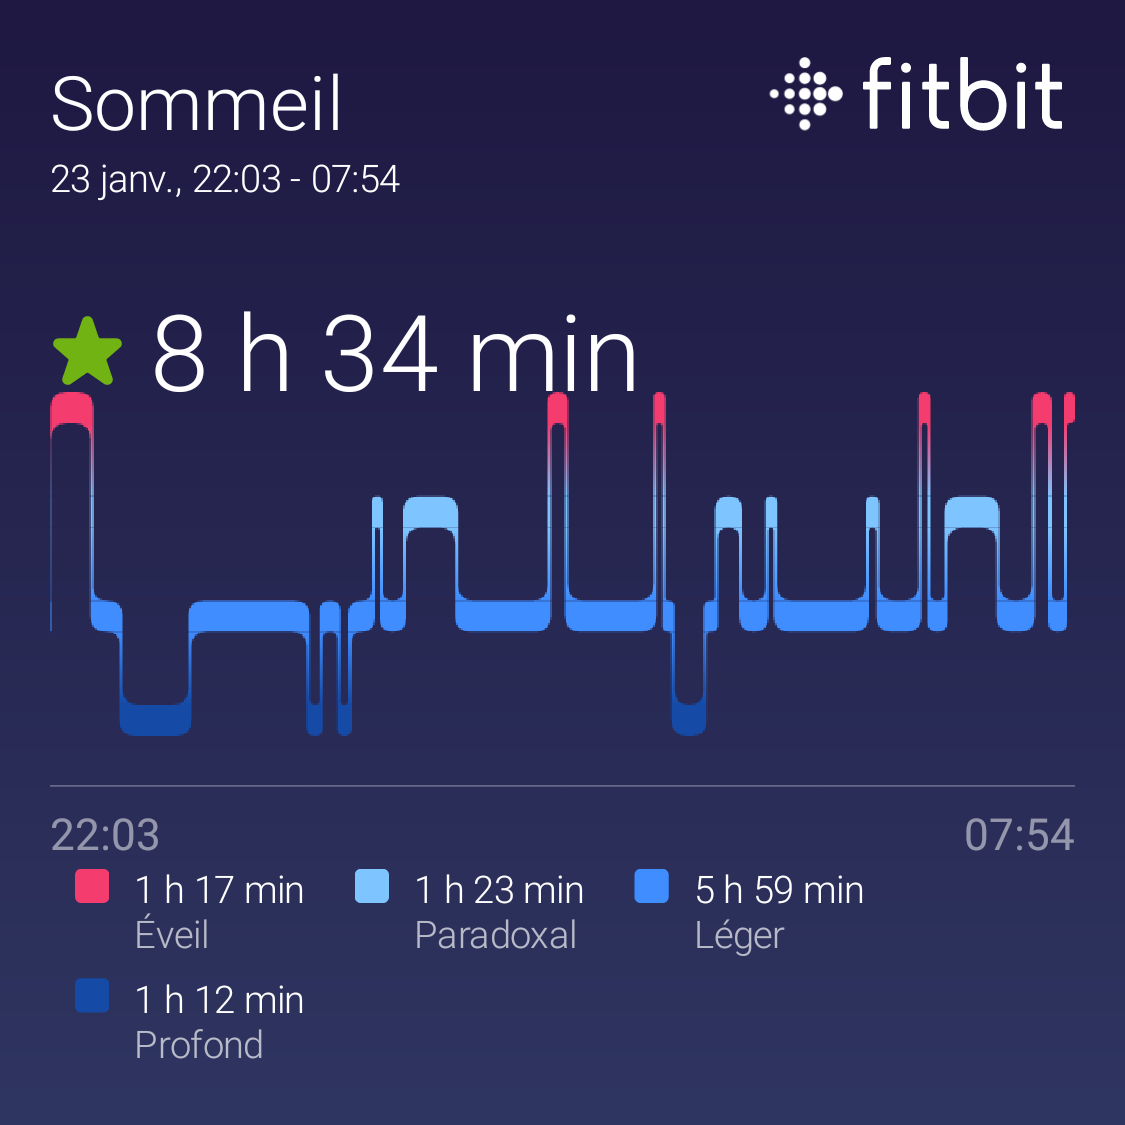 Sommeil
fitbit
23 janv., 22:03 - 07:54
8 h 34 min
22:03
07:54
1 h 17 min
Éveil
1 h 23 min
Paradoxal
5 h 59 min
Léger
1 h 12 min
Profond